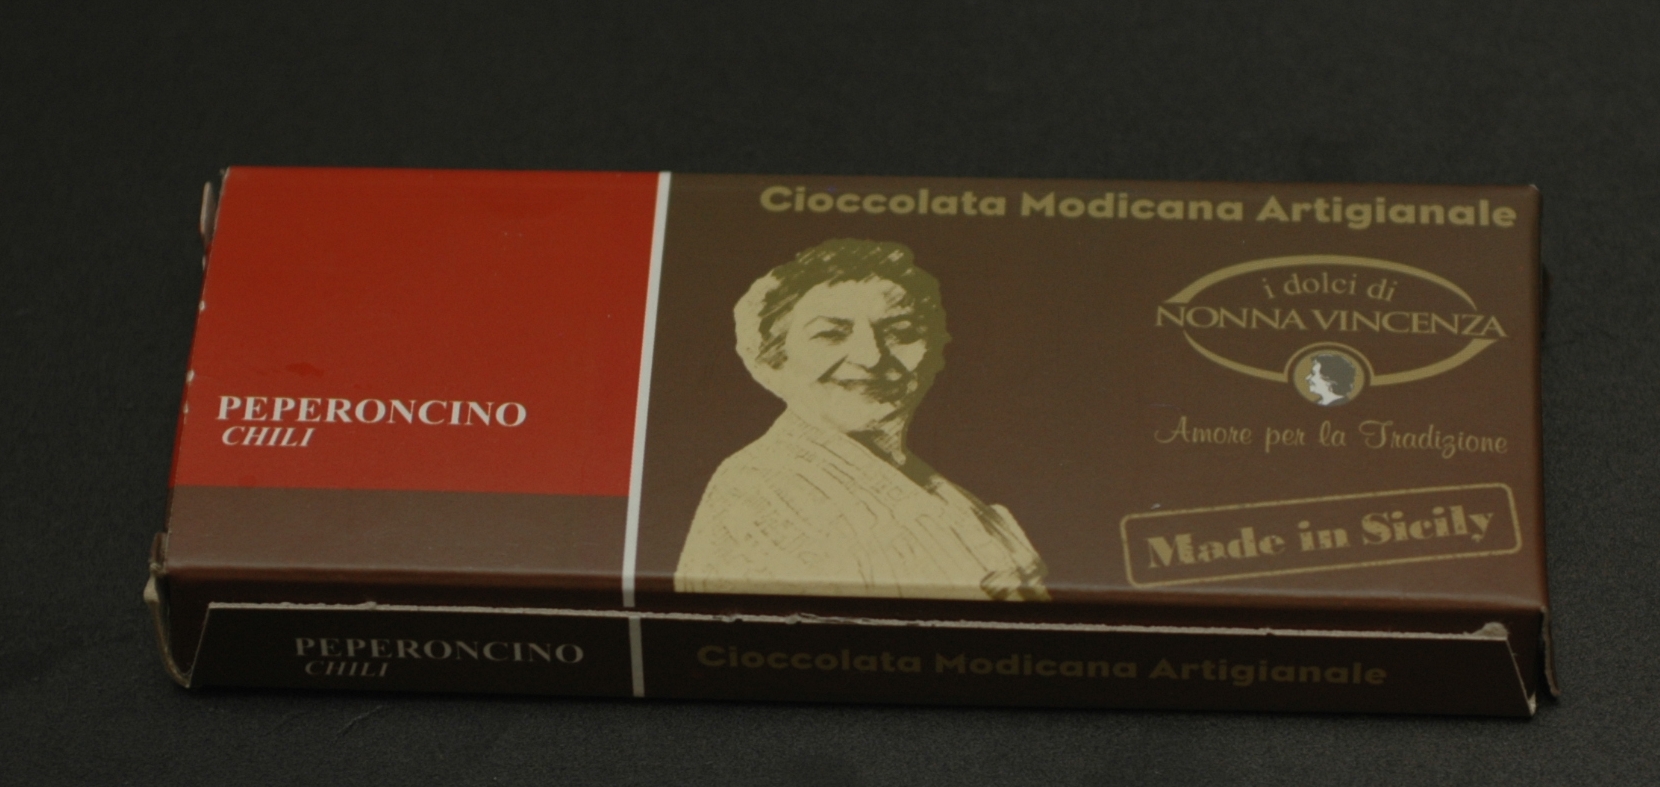 Cioccolata Modicana Artigianale
i dolci di
NONNA VINCENZA
Amore per la Tradizione
Made in Sicily
PEPERONCINO
CHILI
PEPERONCINO
CHILI
Cioccolata Modicana Artigianale